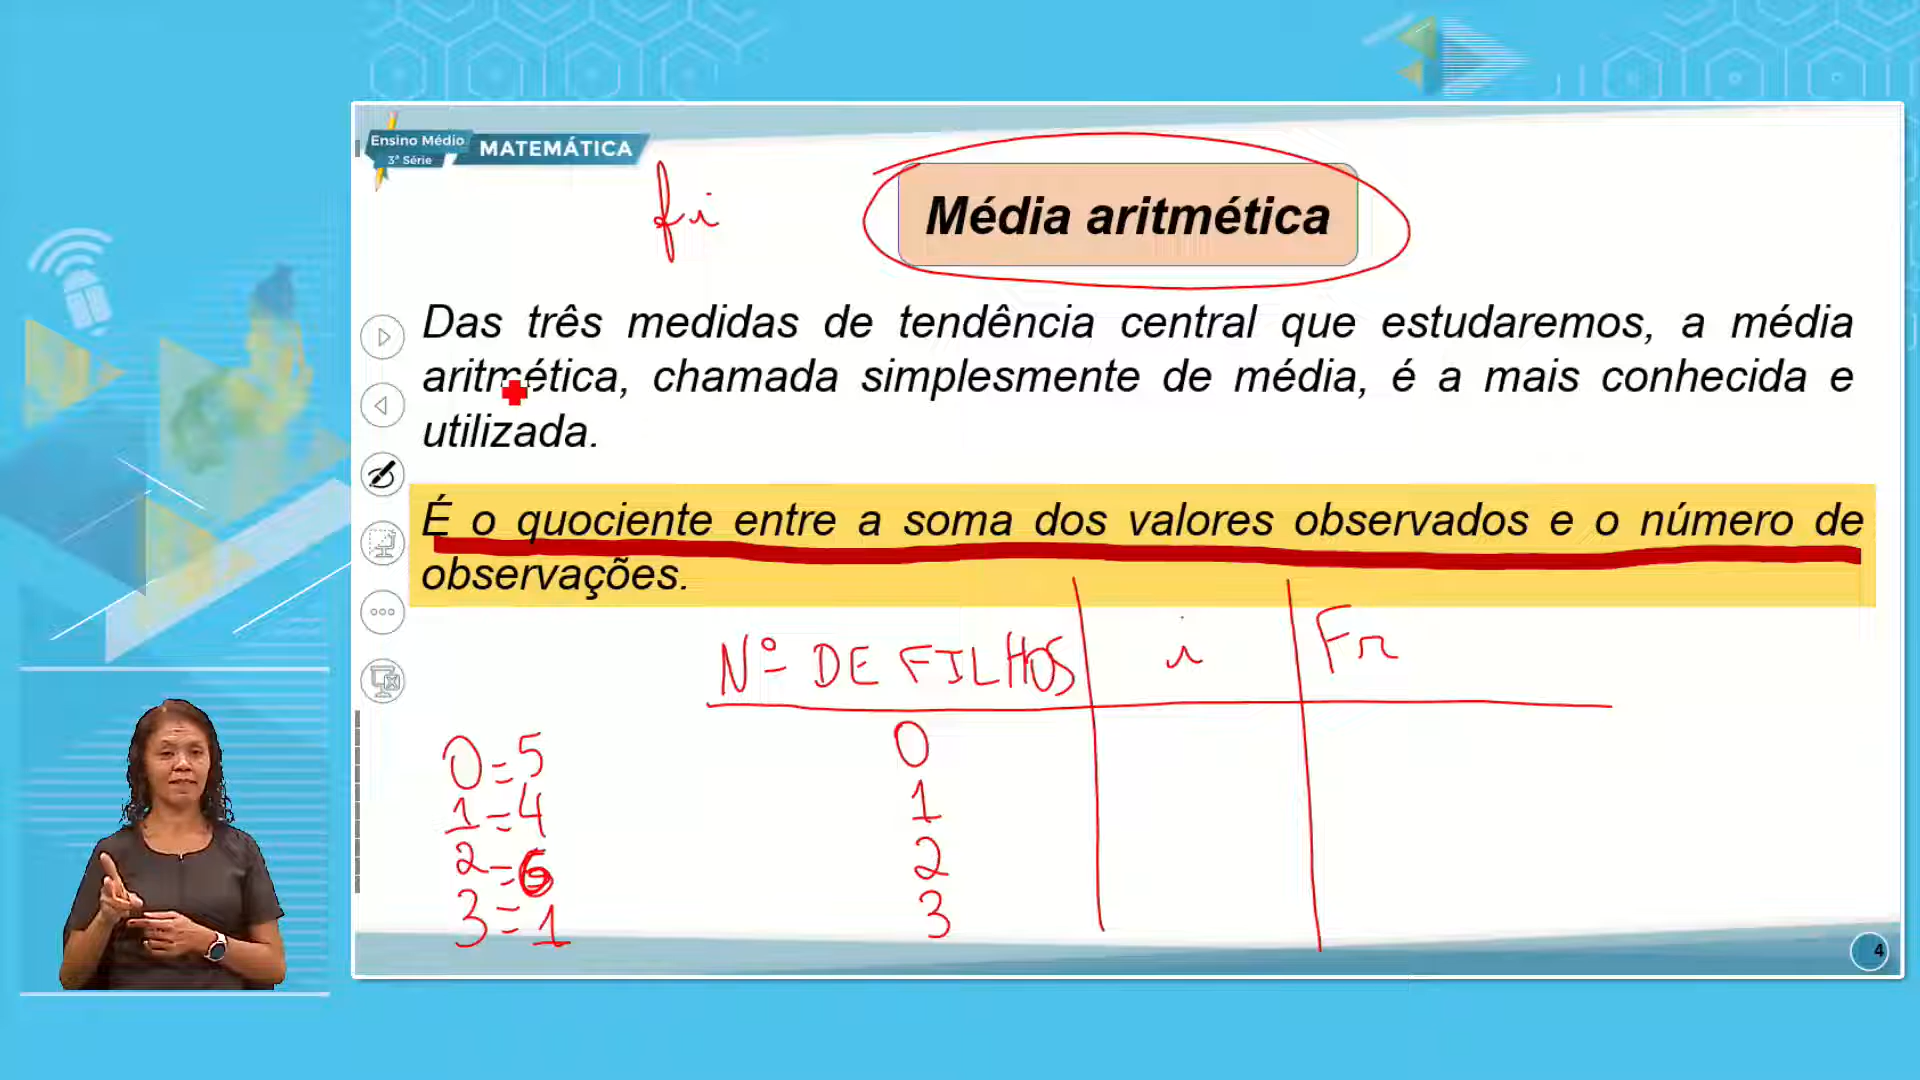 Ensino Médio
3ª Série
MATEMÁTICA
fi
Média aritmética
Das três medidas de tendência central que estudaremos, a média
aritmética, chamada simplesmente de média, é a mais conhecida e
utilizada.
É o quociente entre a soma dos valores observados e o número de
observações.
Nº DE FILHOS i Fr
0=5
1=4
2=6
3=1
0
1
2
3
4